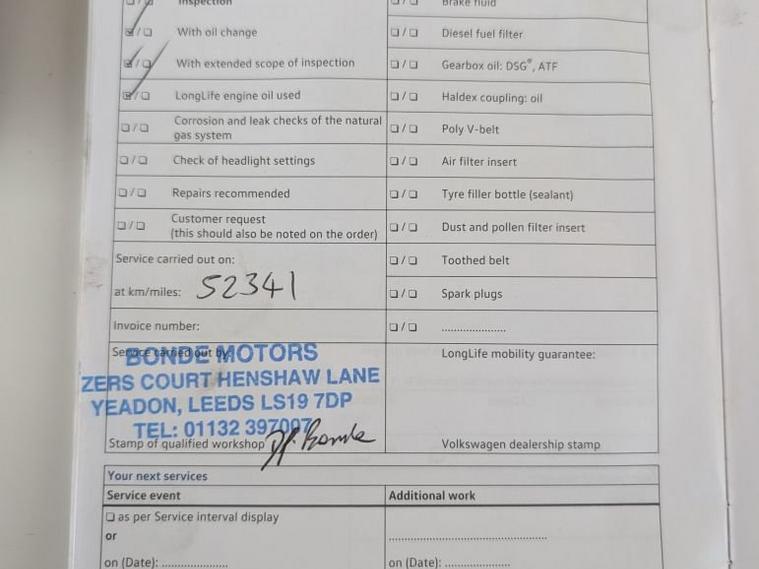 Inspection
Brake fluid
With oil change
Diesel fuel filter
With extended scope of inspection
Gearbox oil: DSG®, ATF
LongLife engine oil used
Haldex coupling: oil
Corrosion and leak checks of the natural
gas system
Poly V-belt
Check of headlight settings
Air filter insert
Repairs recommended
Tyre filler bottle (sealant)
Customer request
(this should also be noted on the order)
Dust and pollen filter insert
Service carried out on:
Toothed belt
at km/miles: 52341
Spark plugs
Invoice number:
.....................
Service carried out by:
LongLife mobility guarantee:
BONDE MOTORS
ZERS COURT HENSHAW LANE
YEADON, LEEDS LS19 7DP
TEL: 01132 397007
Stamp of qualified workshop
Bonde
Volkswagen dealership stamp
Your next services
Service event
Additional work
as per Service interval display
or
on (Date): .....................
on (Date): .....................